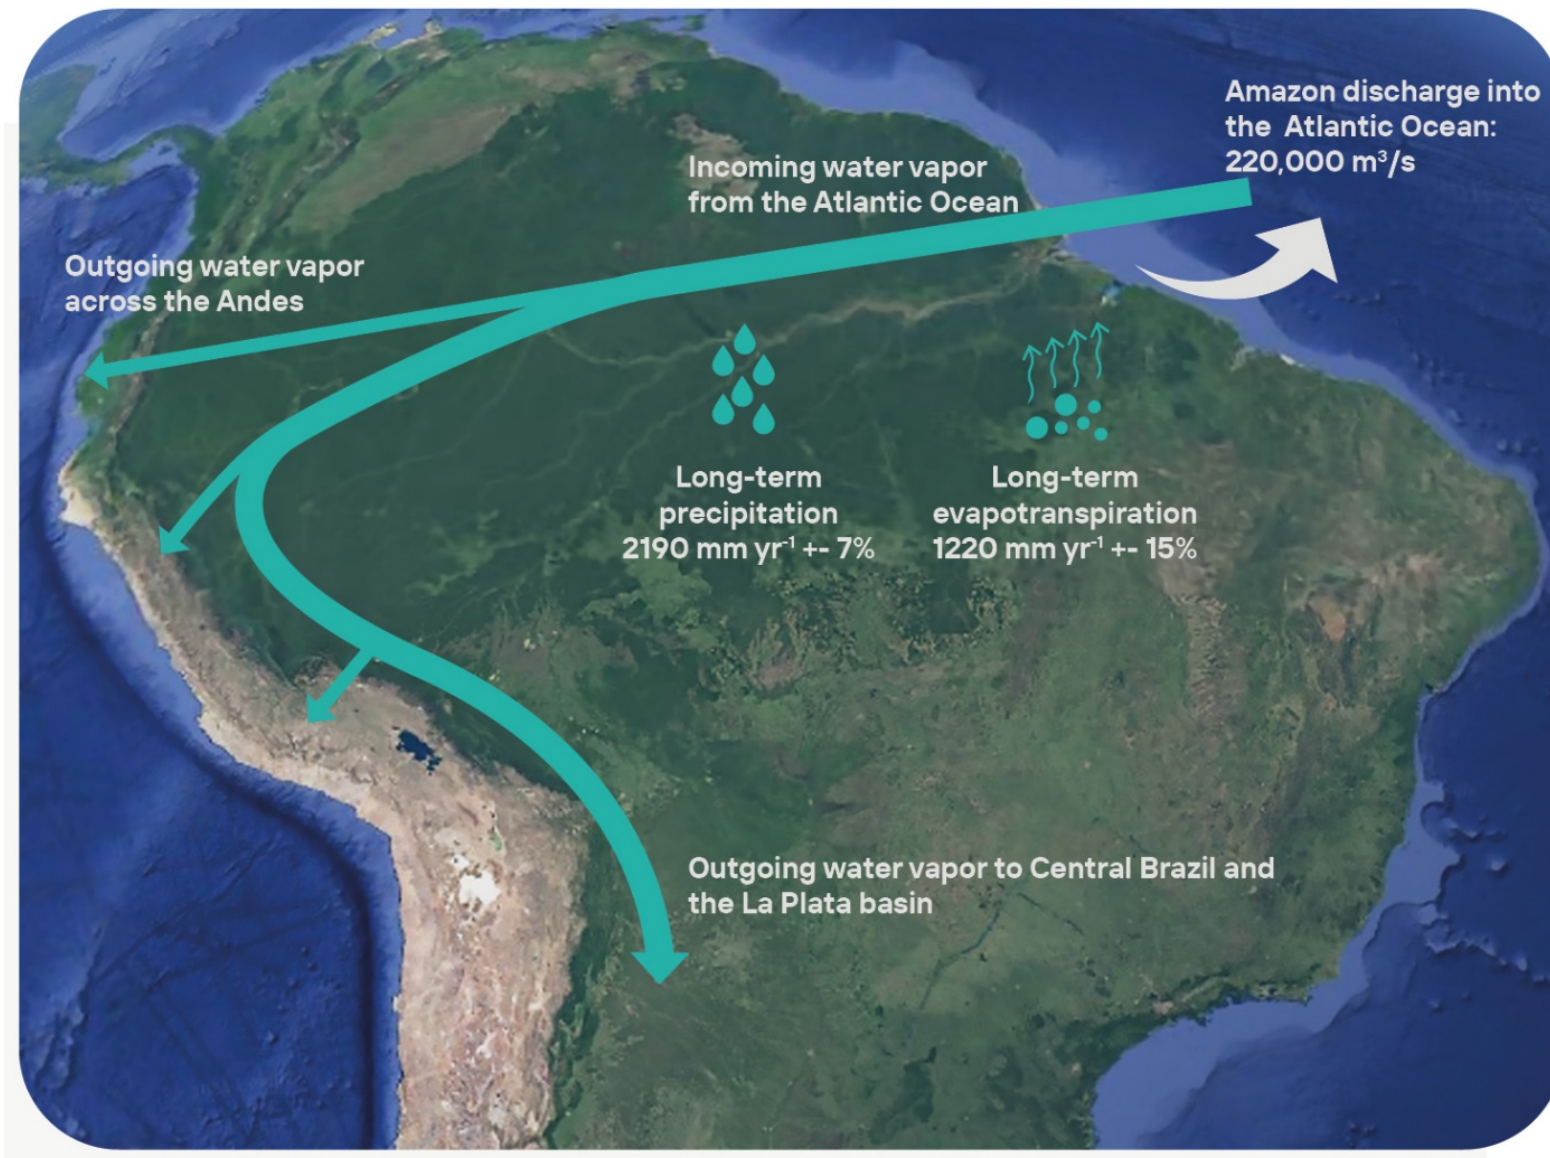 Amazon discharge into
the Atlantic Ocean:
220,000 m³/s
Incoming water vapor
from the Atlantic Ocean
Outgoing water vapor
across the Andes
Long-term
precipitation
2190 mm yr⁻¹ +- 7%
Long-term
evapotranspiration
1220 mm yr⁻¹ +- 15%
Outgoing water vapor to Central Brazil and
the La Plata basin